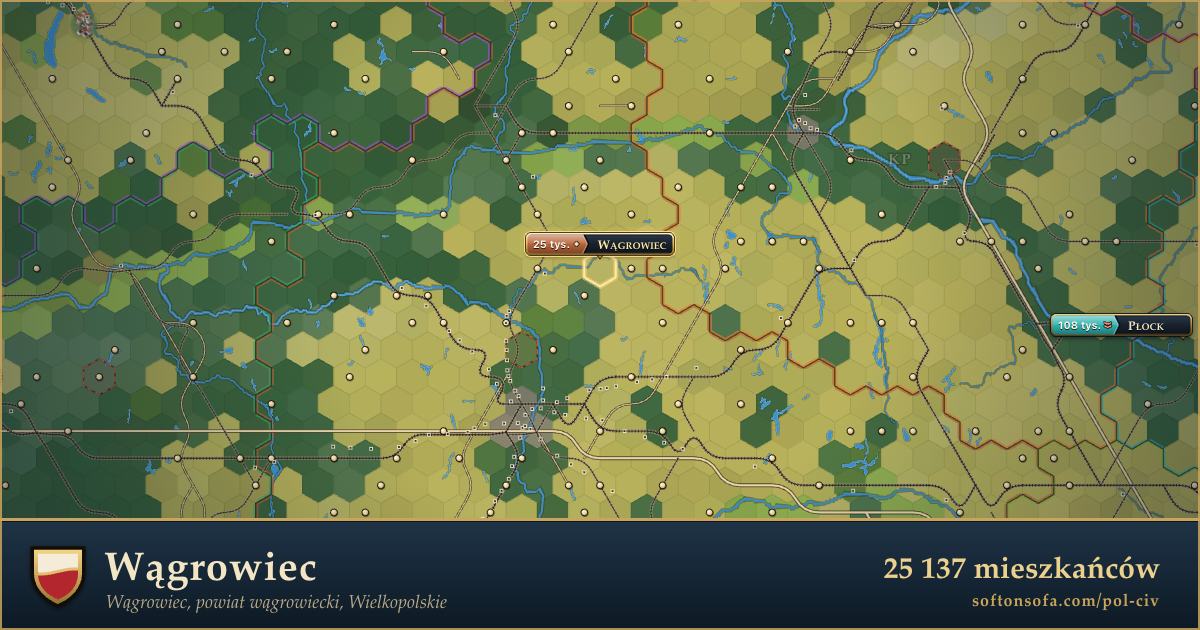 KP
25 tys. Wągrowiec
108 tys. Płock
Wągrowiec
Wągrowiec, powiat wągrowiecki, Wielkopolskie
25 137 mieszkańców
softonsofa.com/pol-civ